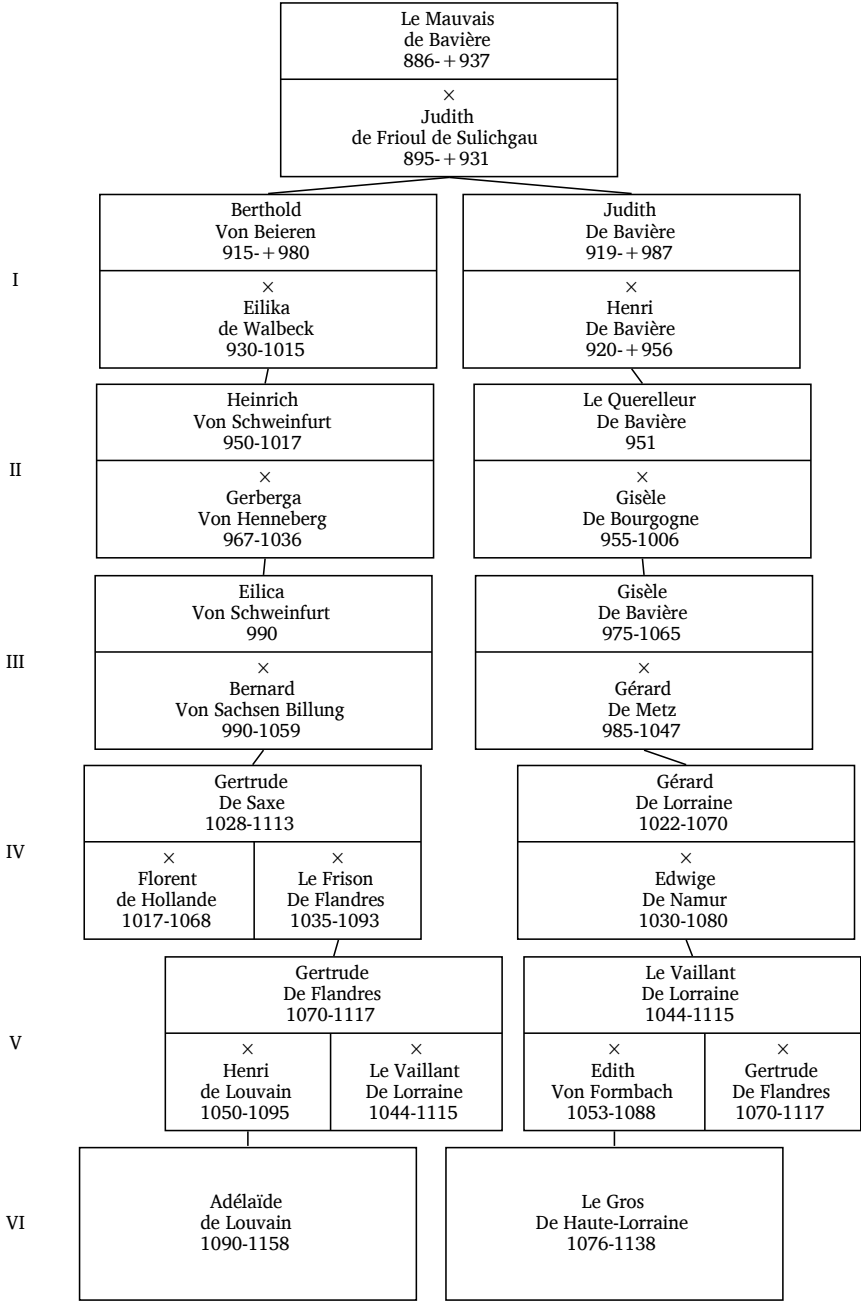 Le Mauvais
de Bavière
886-+937
×
Judith
de Frioul de Sulichgau
895-+931
I
Berthold
Von Beieren
915-+980
×
Eilika
de Walbeck
930-1015
Judith
De Bavière
919-+987
×
Henri
De Bavière
920-+956
II
Heinrich
Von Schweinfurt
950-1017
×
Gerberga
Von Henneberg
967-1036
Le Querelleur
De Bavière
951
×
Gisèle
De Bourgogne
955-1006
III
Eilica
Von Schweinfurt
990
×
Bernard
Von Sachsen Billung
990-1059
Gisèle
De Bavière
975-1065
×
Gérard
De Metz
985-1047
IV
Gertrude
De Saxe
1028-1113
×
Florent
de Hollande
1017-1068
×
Le Frison
De Flandres
1035-1093
Gérard
De Lorraine
1022-1070
×
Edwige
De Namur
1030-1080
V
Gertrude
De Flandres
1070-1117
×
Henri
de Louvain
1050-1095
×
Le Vaillant
De Lorraine
1044-1115
Le Vaillant
De Lorraine
1044-1115
×
Edith
Von Formbach
1053-1088
×
Gertrude
De Flandres
1070-1117
VI
Adélaïde
de Louvain
1090-1158
Le Gros
De Haute-Lorraine
1076-1138